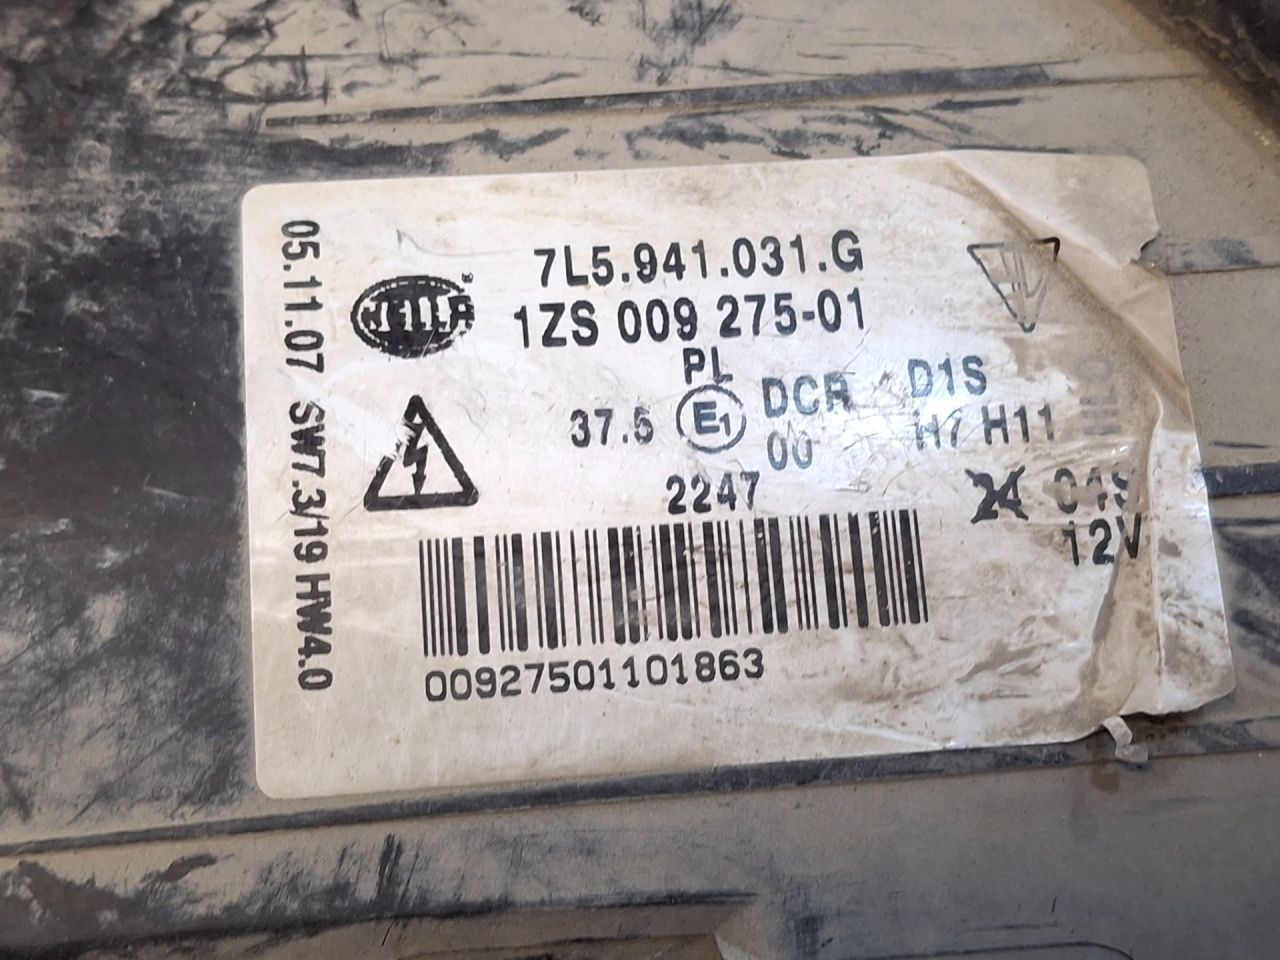 05.11.07 SW7.3/19 HW4.0
HELLA
7L5.941.031.G
1ZS 009 275-01
PL
37.5 E1 DCR D1S
00 H7 H11
2247
12V
00927501101863